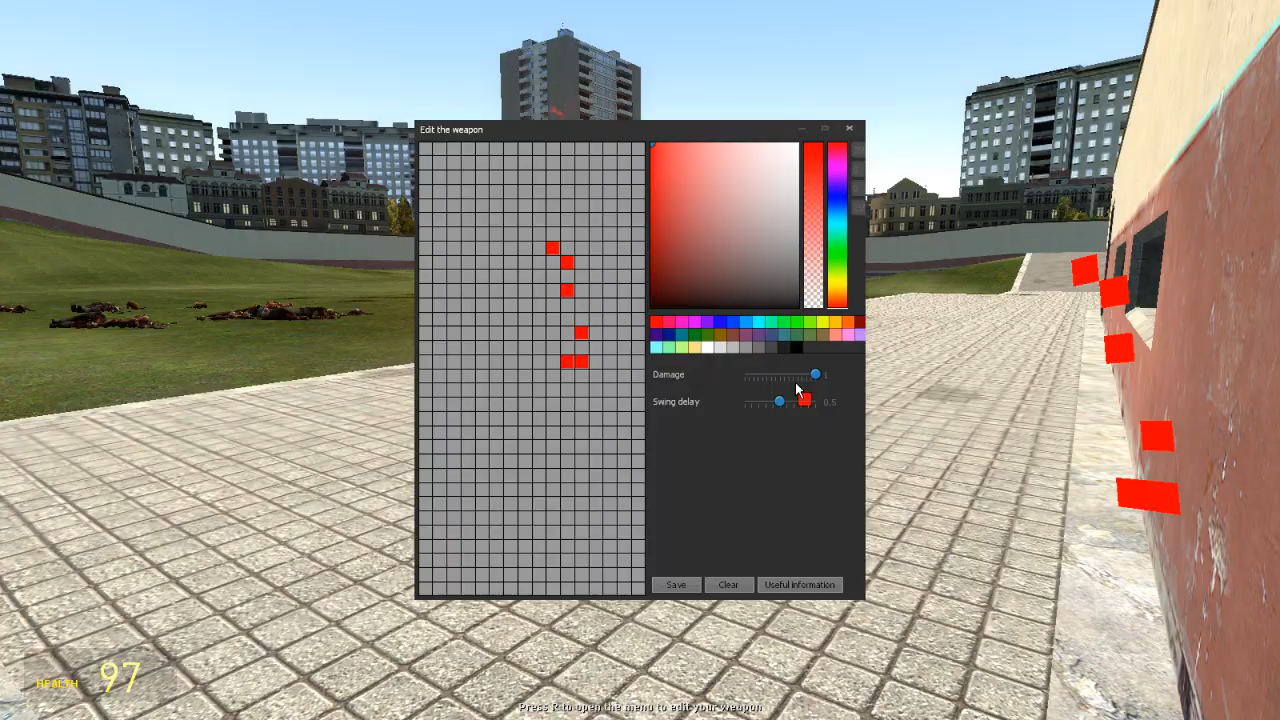 Edit the weapon
Damage 1
Swing delay 0.5
Save Clear Useful information
HEALTH 97
Press R to open the menu to edit your weapon